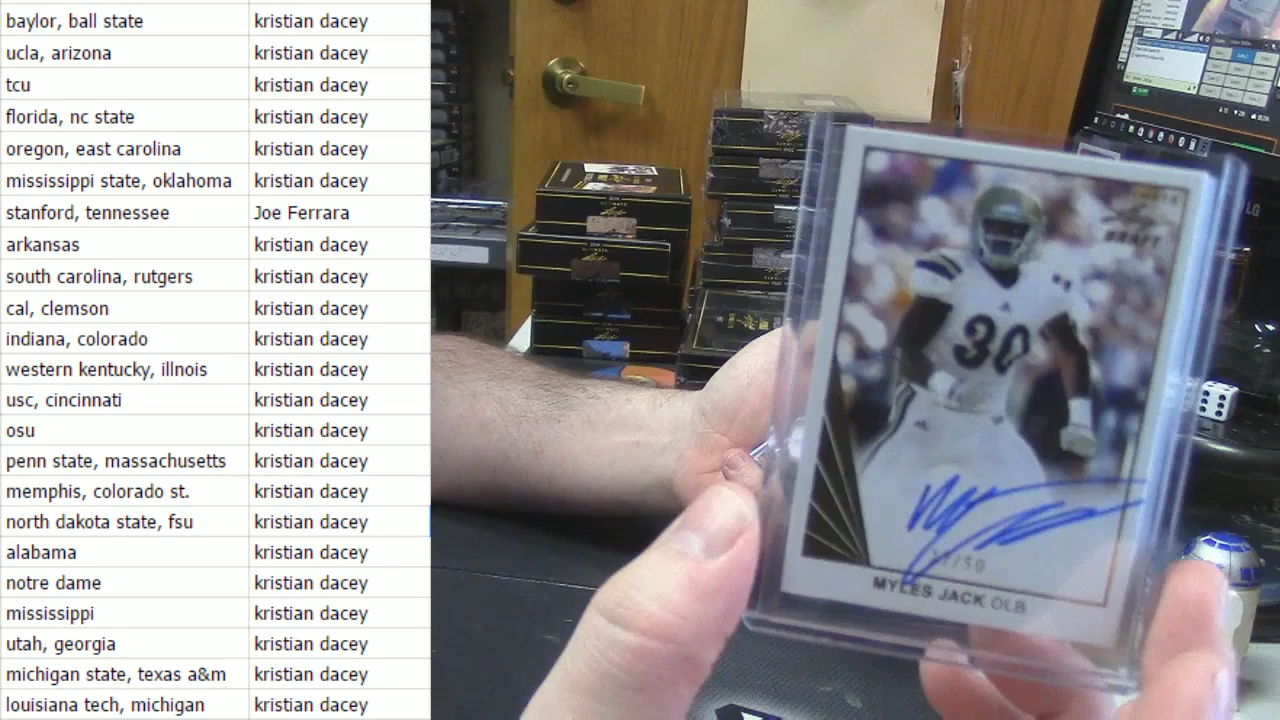 baylor, ball state kristian dacey
ucla, arizona kristian dacey
tcu kristian dacey
florida, nc state kristian dacey
oregon, east carolina kristian dacey
mississippi state, oklahoma kristian dacey
stanford, tennessee Joe Ferrara
arkansas kristian dacey
south carolina, rutgers kristian dacey
cal, clemson kristian dacey
indiana, colorado kristian dacey
western kentucky, illnois kristian dacey
usc, cincinnati kristian dacey
osu kristian dacey
penn state, massachusetts kristian dacey
memphis, colorado st. kristian dacey
north dakota state, fsu kristian dacey
alabama kristian dacey
notre dame kristian dacey
mississippi kristian dacey
utah, georgia kristian dacey
michigan state, texas a&m kristian dacey
louisiana tech, michigan kristian dacey
LG
DRAFT
30
/50
MYLES JACK OLB